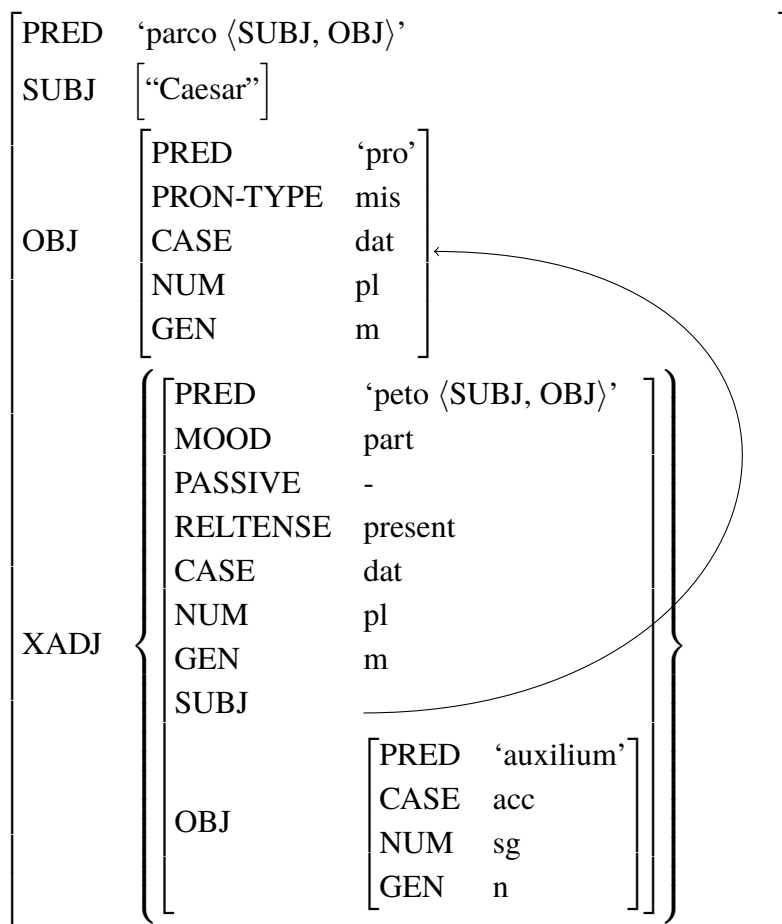 PRED ‘parco ⟨SUBJ, OBJ⟩’
SUBJ [“Caesar”]
PRED ‘pro’
PRON-TYPE mis
OBJ CASE dat
NUM pl
GEN m
PRED ‘peto ⟨SUBJ, OBJ⟩’
MOOD part
PASSIVE -
RELTENSE present
CASE dat
NUM pl
XADJ GEN m
SUBJ
PRED ‘auxilium’
CASE acc
OBJ NUM sg
GEN n